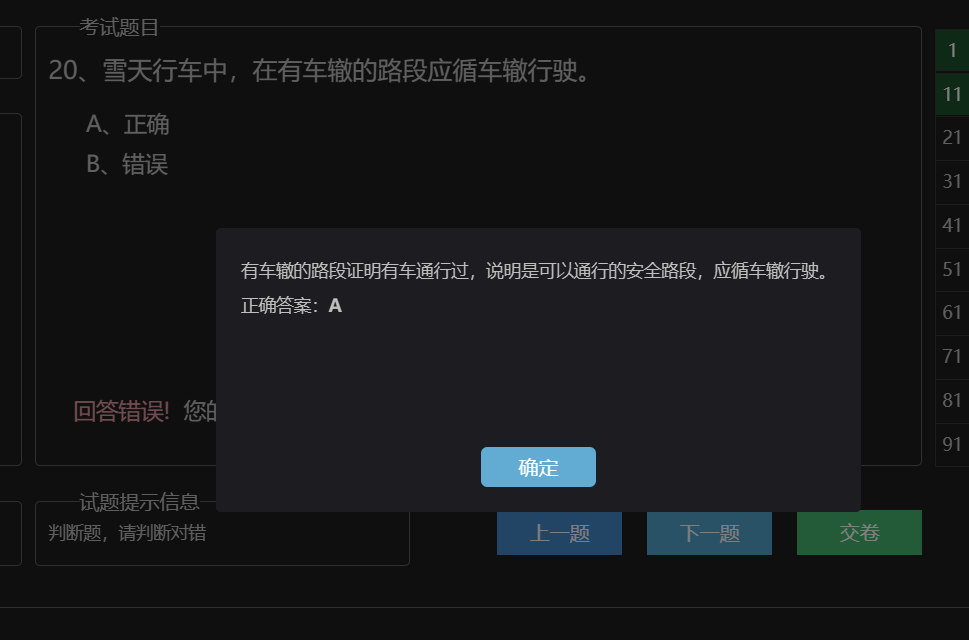 考试题目
20、雪天行车中，在有车辙的路段应循车辙行驶。
A、正确
B、错误
有车辙的路段证明有车通行过，说明是可以通行的安全路段，应循车辙行驶。
正确答案：A
回答错误！您的
确定
试题提示信息
判断题，请判断对错
上一题
下一题
交卷
1
11
21
31
41
51
61
71
81
91